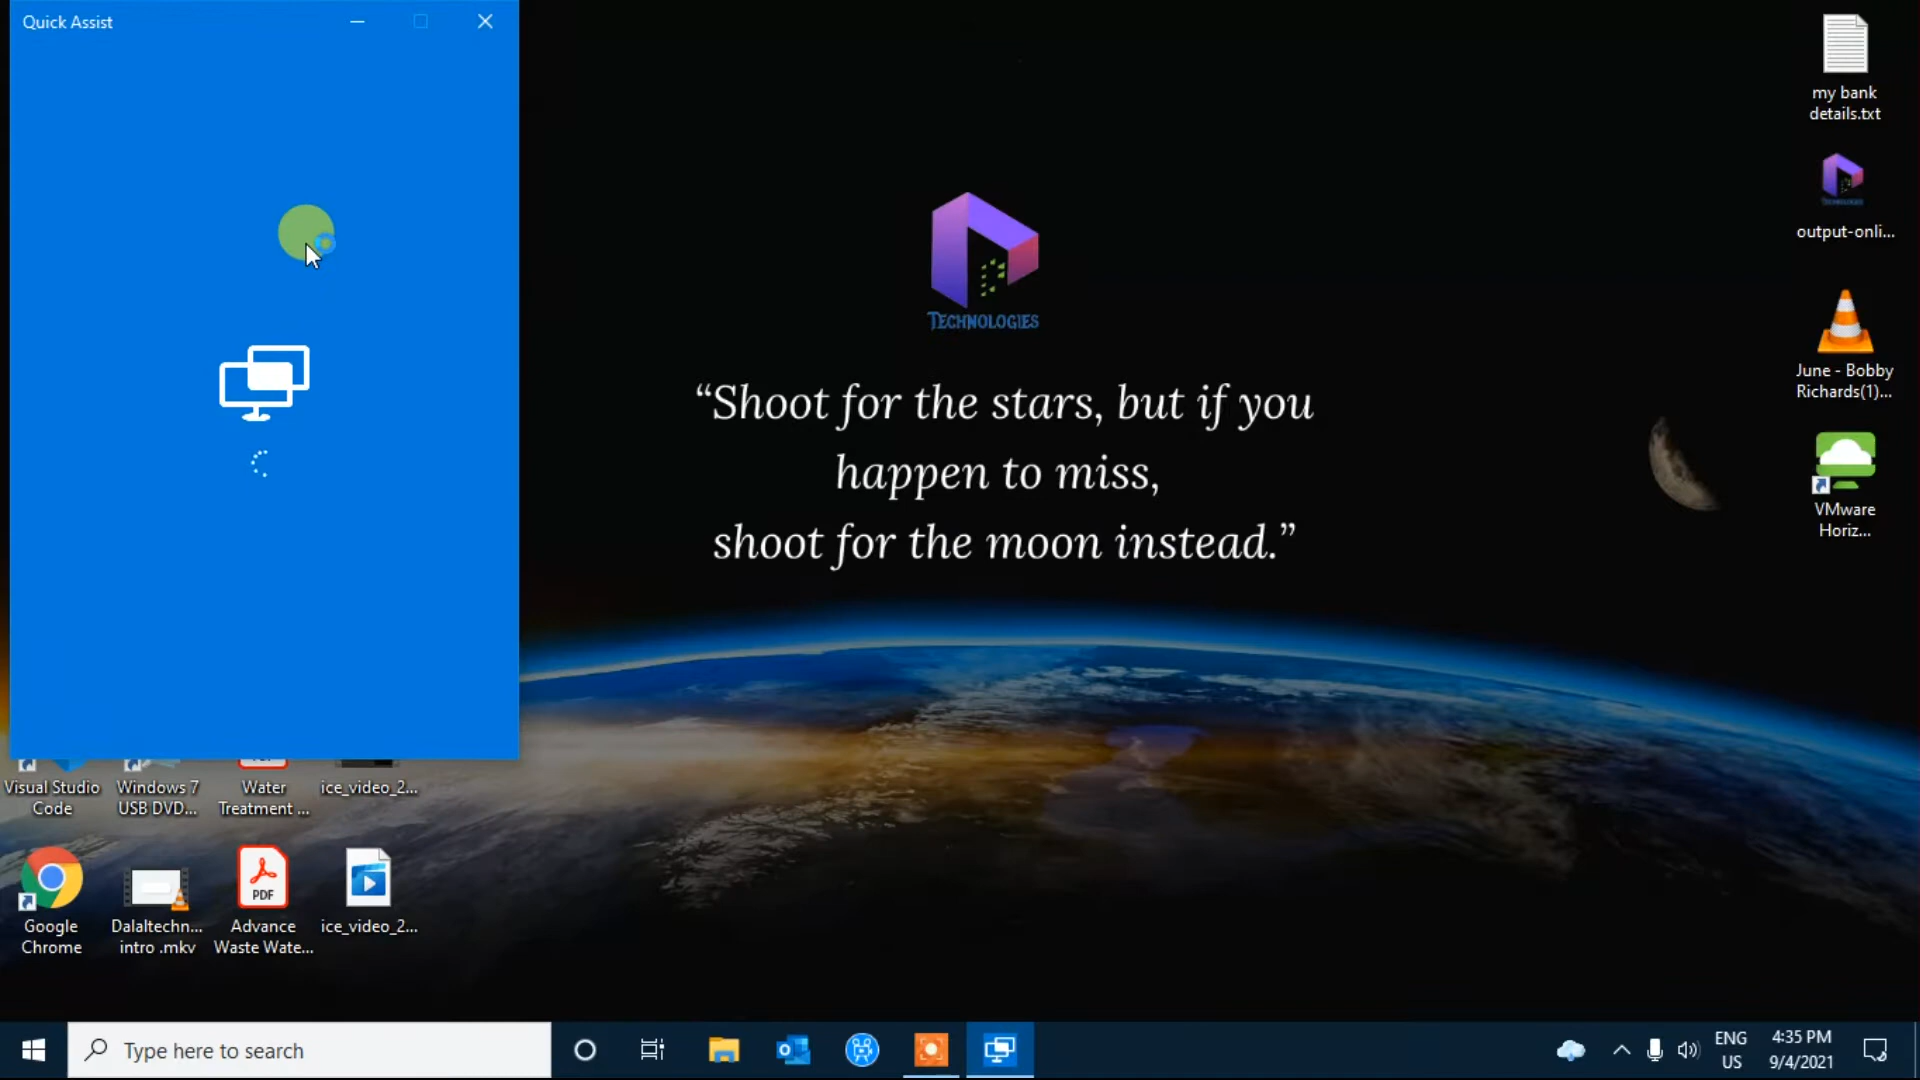 Quick Assist
my bank
details.txt
output-onli...
June - Bobby
Richards(1)...
VMware
Horiz...
TECHNOLOGIES
“Shoot for the stars, but if you
happen to miss,
shoot for the moon instead.”
Visual Studio
Code
Windows 7
USB DVD...
Water
Treatment ...
ice_video_2...
Google
Chrome
Dalaltechn...
intro .mkv
PDF
Advance
Waste Wate...
ice_video_2...
Type here to search
ENG
US
4:35 PM
9/4/2021